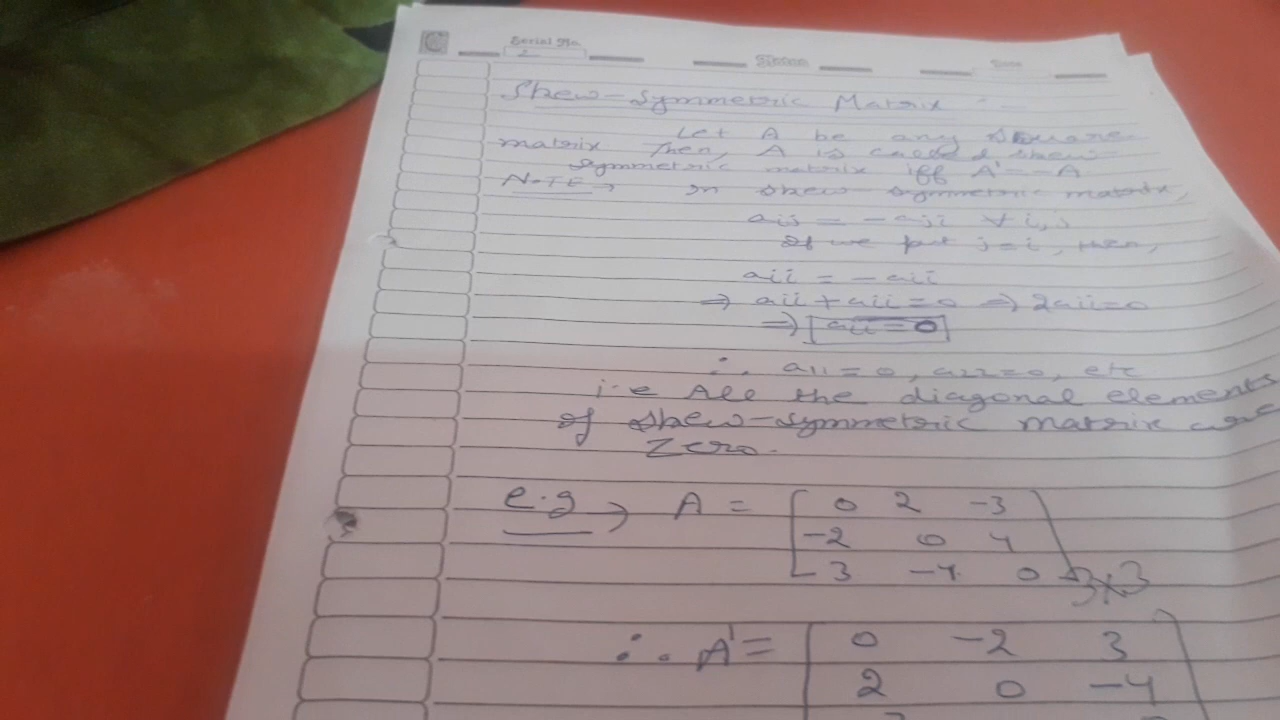 Serial No.
2
Skew-Symmetric Matrix :-
Let A be any square
matrix Then, A is called skew
symmetric matrix iff A' = -A
NOTE → In skew symmetric matrix,
aij = -aji ∀ i, j
If we put j=i, then,
aii = -aii
⇒ aii + aii = 0 ⇒ 2aii=0
⇒ aii = 0
∴ a11 = 0, a22=0, etc
i.e All the diagonal elements
of skew-symmetric matrix are
zero.
e.g → A = [ 0 2 -3
-2 0 4
3 -4 0 ] 3x3
∴ A' = [ 0 -2 3
2 0 -4